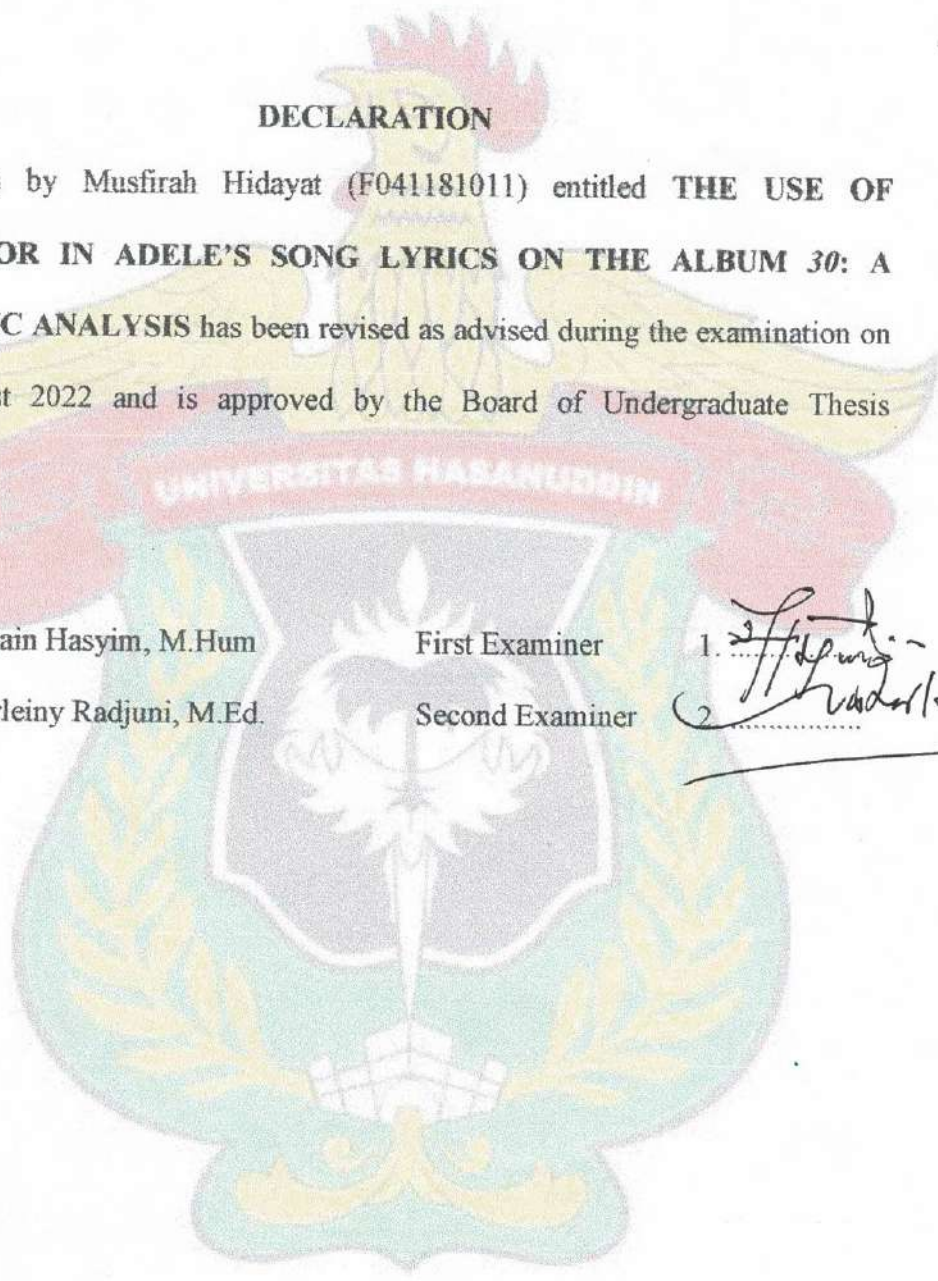 DECLARATION
by Musfirah Hidayat (F041181011) entitled THE USE OF
OR IN ADELE'S SONG LYRICS ON THE ALBUM 30: A
C ANALYSIS has been revised as advised during the examination on
t 2022 and is approved by the Board of Undergraduate Thesis
UNIVERSITAS HASANUDDIN
ain Hasyim, M.Hum First Examiner 1. ..........
leiny Radjuni, M.Ed. Second Examiner 2. ..........